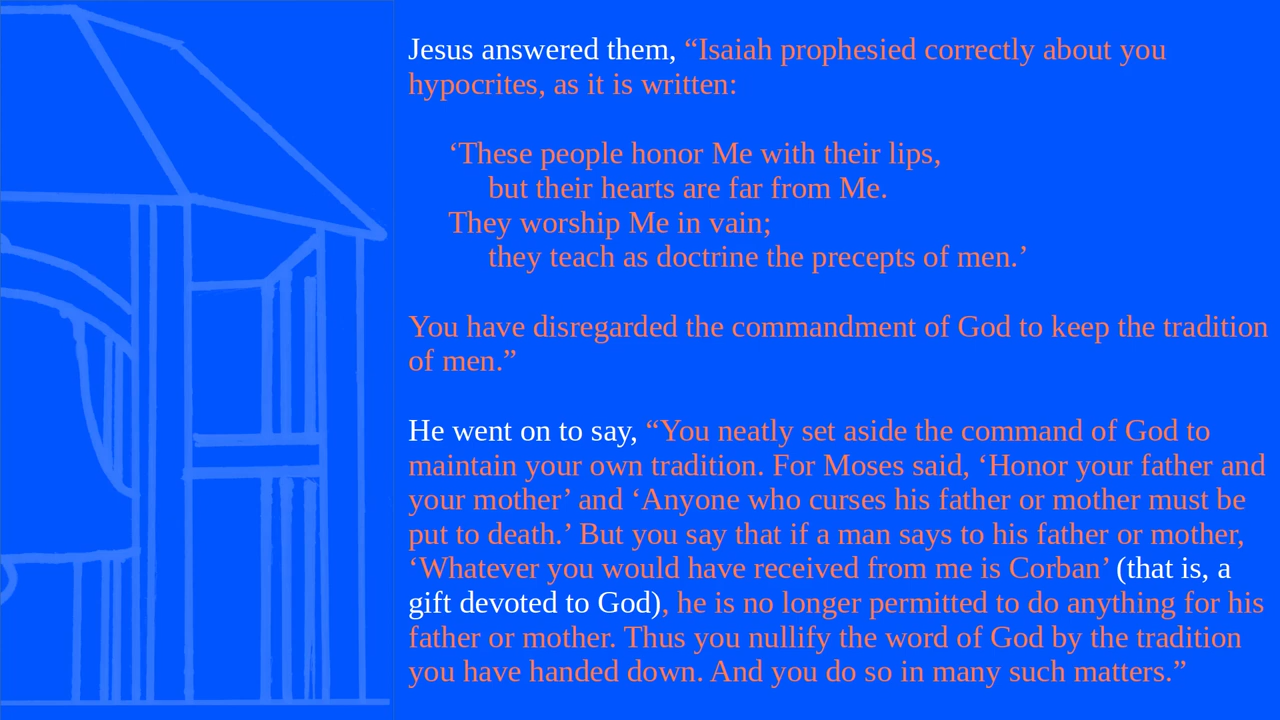 Jesus answered them, “Isaiah prophesied correctly about you
hypocrites, as it is written:
‘These people honor Me with their lips,
but their hearts are far from Me.
They worship Me in vain;
they teach as doctrine the precepts of men.’
You have disregarded the commandment of God to keep the tradition
of men.”
He went on to say, “You neatly set aside the command of God to
maintain your own tradition. For Moses said, ‘Honor your father and
your mother’ and ‘Anyone who curses his father or mother must be
put to death.’ But you say that if a man says to his father or mother,
‘Whatever you would have received from me is Corban’ (that is, a
gift devoted to God), he is no longer permitted to do anything for his
father or mother. Thus you nullify the word of God by the tradition
you have handed down. And you do so in many such matters.”